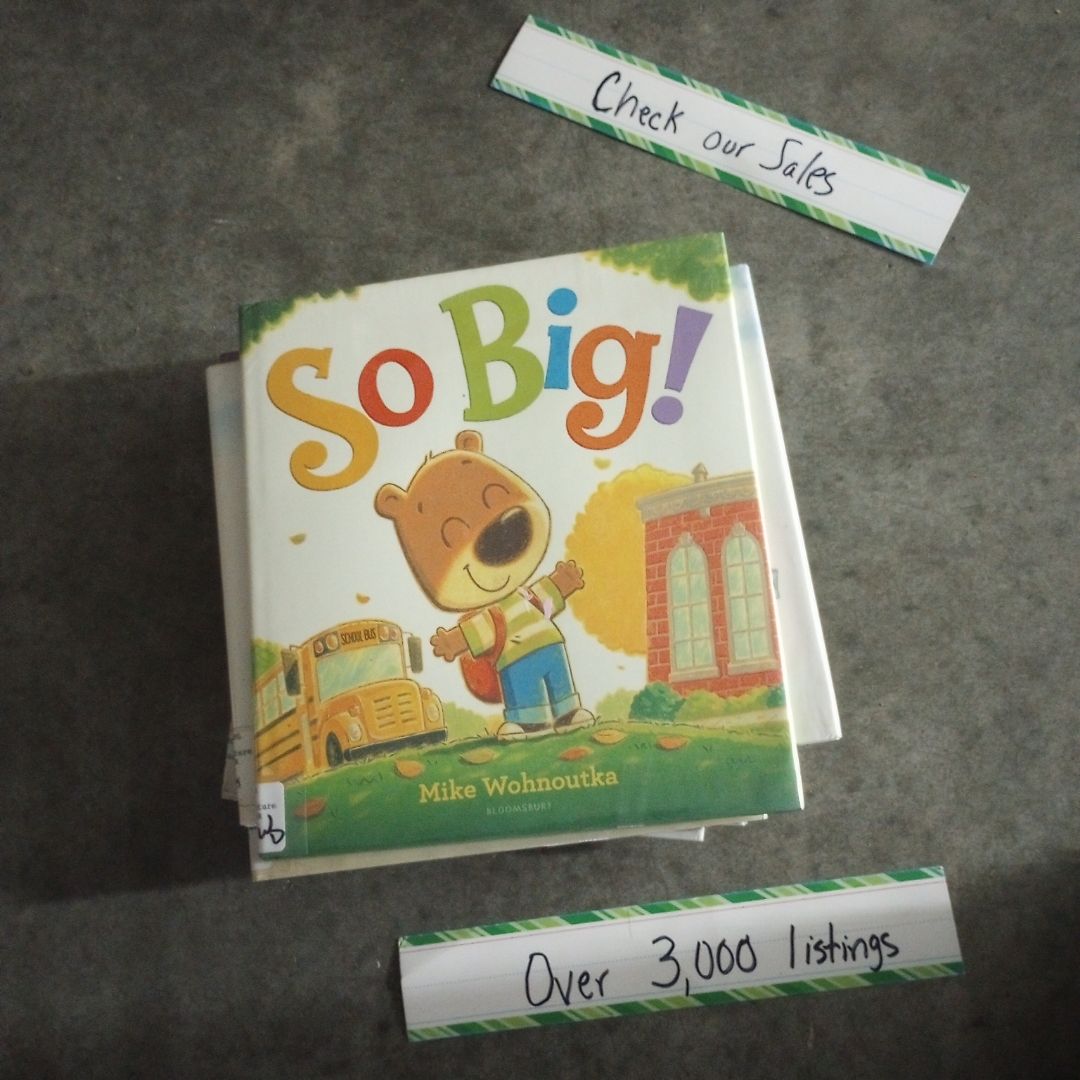 Check our Sales
So Big!
SCHOOL BUS
Mike Wohnoutka
BLOOMSBURY
Over 3,000 listings